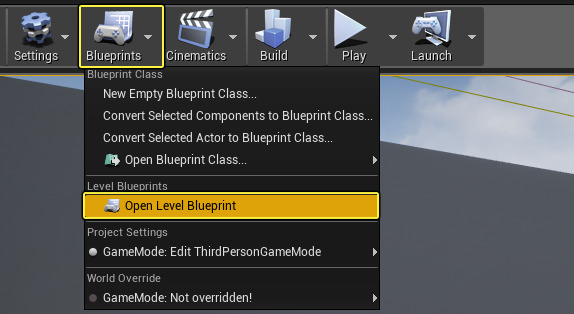 Settings
Blueprints
Cinematics
Build
Play
Launch
Blueprint Class
New Empty Blueprint Class...
Convert Selected Components to Blueprint Class...
Convert Selected Actor to Blueprint Class...
Open Blueprint Class...
Level Blueprints
Open Level Blueprint
Project Settings
GameMode: Edit ThirdPersonGameMode
World Override
GameMode: Not overridden!